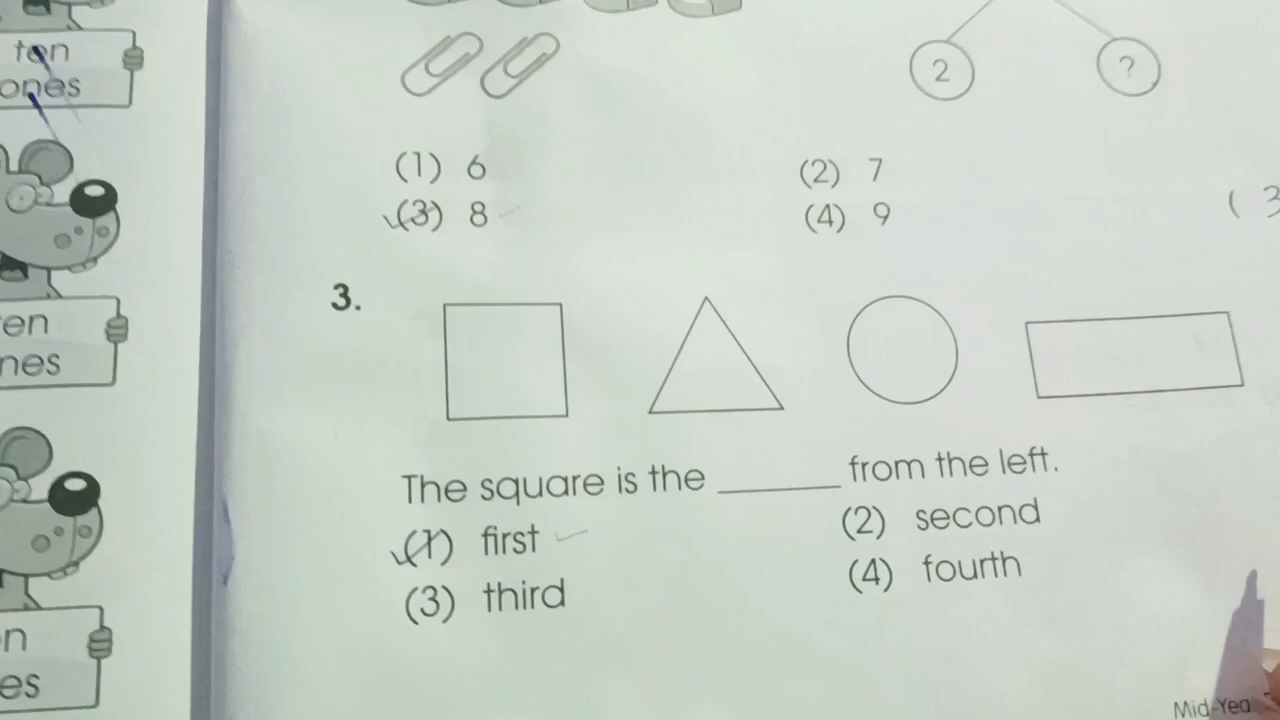 ten
ones
2
?
(1) 6
(2) 7
(3) 8
(4) 9
( 3
3.
The square is the ______ from the left.
(1) first
(2) second
(3) third
(4) fourth
en
nes
n
es
Mid-Yea